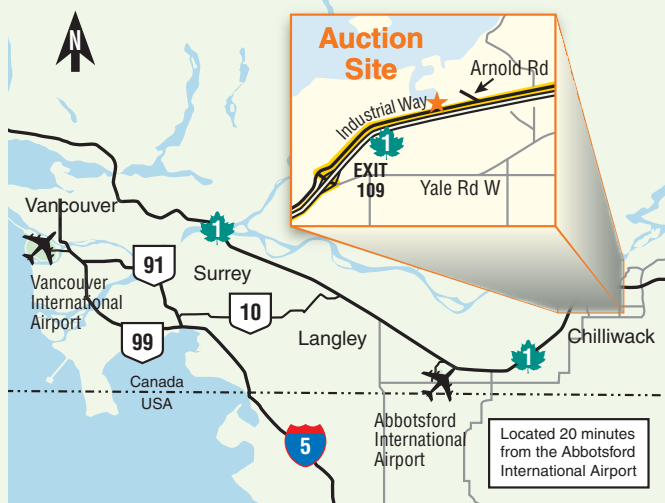 N
Auction
Site
Arnold Rd
Industrial Way
1
EXIT
109
Yale Rd W
Vancouver
1
91
Surrey
Vancouver
International
Airport
10
99
Langley
Chilliwack
1
Canada
USA
Abbotsford
International
Airport
5
Located 20 minutes
from the Abbotsford
International Airport